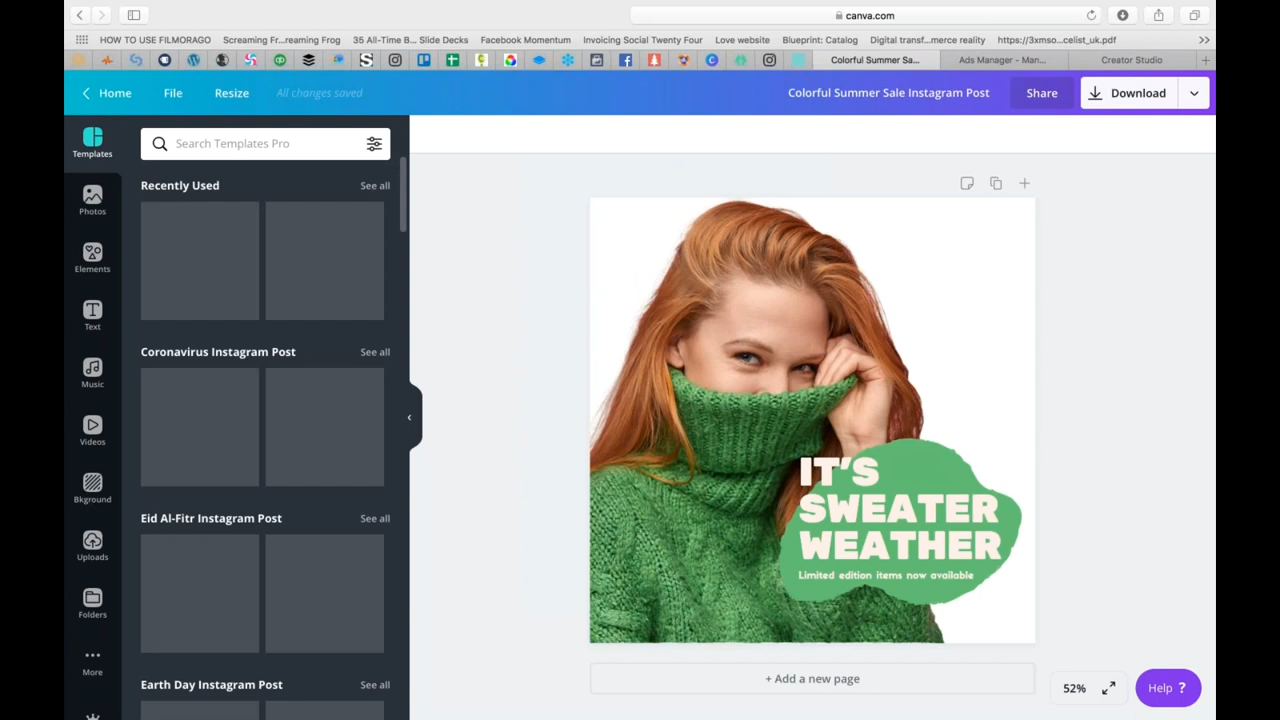 canva.com
HOW TO USE FILMORAGO
Screaming Fr...reaming Frog
35 All-Time B... Slide Decks
Facebook Momentum
Invoicing Social Twenty Four
Love website
Blueprint: Catalog
Digital transf...merce reality
https://3xmso...celist_uk.pdf
Colorful Summer Sa...
Ads Manager - Man...
Creator Studio
Home
File
Resize
All changes saved
Colorful Summer Sale Instagram Post
Share
Download
Templates
Photos
Elements
Text
Music
Videos
Bkground
Uploads
Folders
More
Search Templates Pro
Recently Used
See all
Coronavirus Instagram Post
See all
Eid Al-Fitr Instagram Post
See all
Earth Day Instagram Post
See all
IT'S
SWEATER
WEATHER
Limited edition items now available
+ Add a new page
52%
Help ?